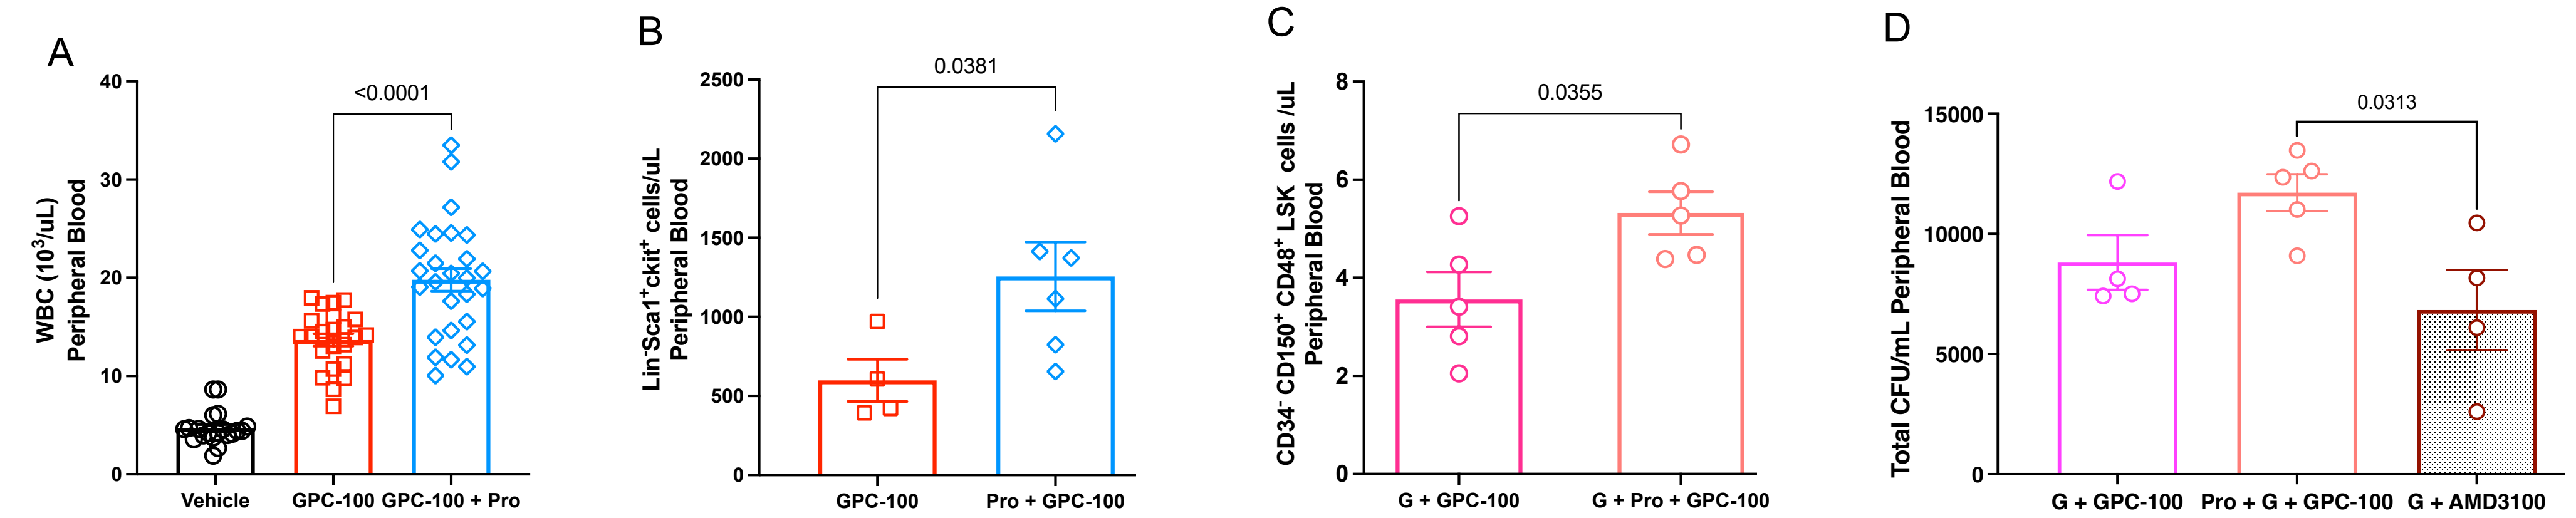 A
WBC (10³/uL)
Peripheral Blood
40
30
20
10
0
<0.0001
Vehicle
GPC-100
GPC-100 + Pro
B
Lin⁻Sca1⁺ckit⁺ cells/uL
Peripheral Blood
2500
2000
1500
1000
500
0
0.0381
GPC-100
Pro + GPC-100
C
CD34⁻ CD150⁺ CD48⁺ LSK cells /uL
Peripheral Blood
8
6
4
2
0
0.0355
G + GPC-100
G + Pro + GPC-100
D
Total CFU/mL Peripheral Blood
15000
10000
5000
0
0.0313
G + GPC-100
Pro + G + GPC-100
G + AMD3100